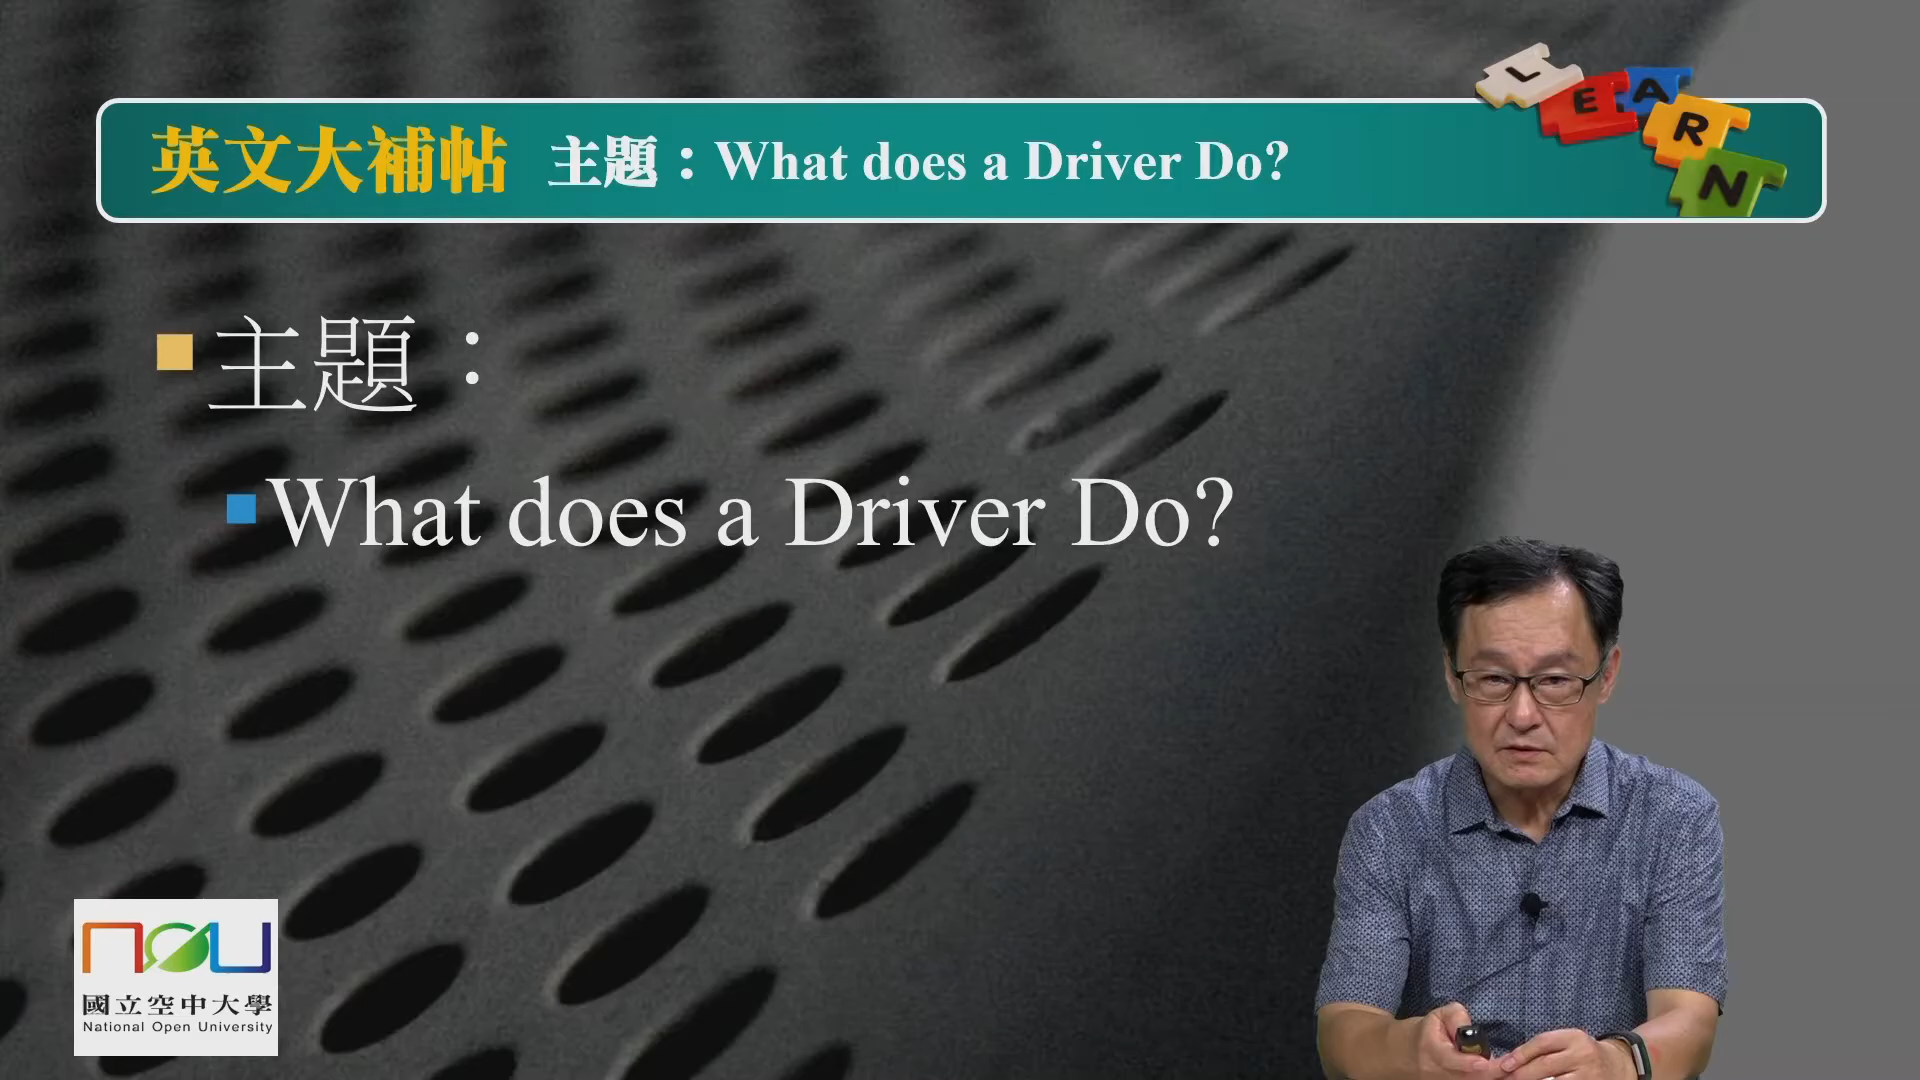 LEARN
英文大補帖 主題：What does a Driver Do?
主題：
What does a Driver Do?
nou
國立空中大學
National Open University